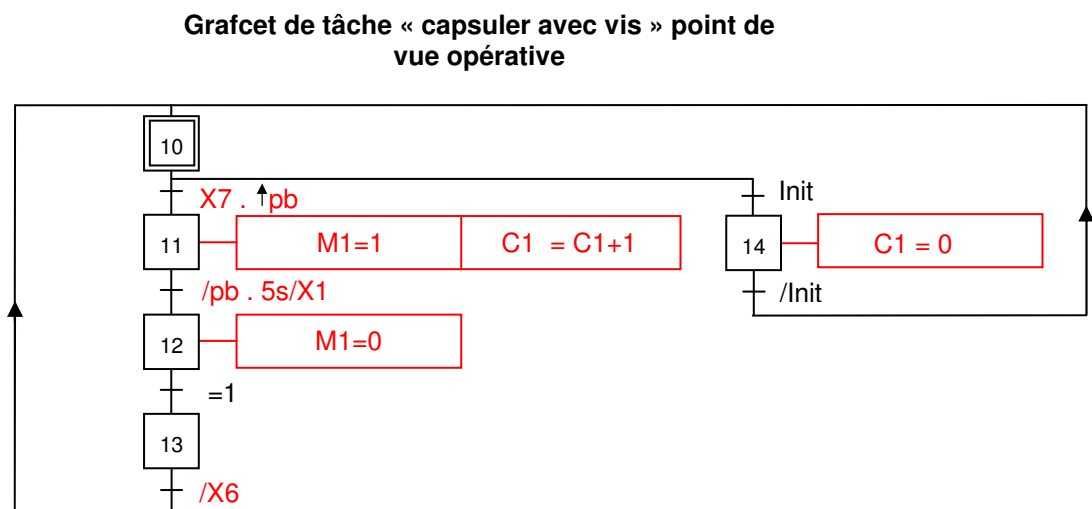 Grafcet de tâche « capsuler avec vis » point de
vue opérative
10
X7 . ↑pb
Init
11
M1=1
C1 = C1+1
14
C1 = 0
/pb . 5s/X1
/Init
12
M1=0
=1
13
/X6